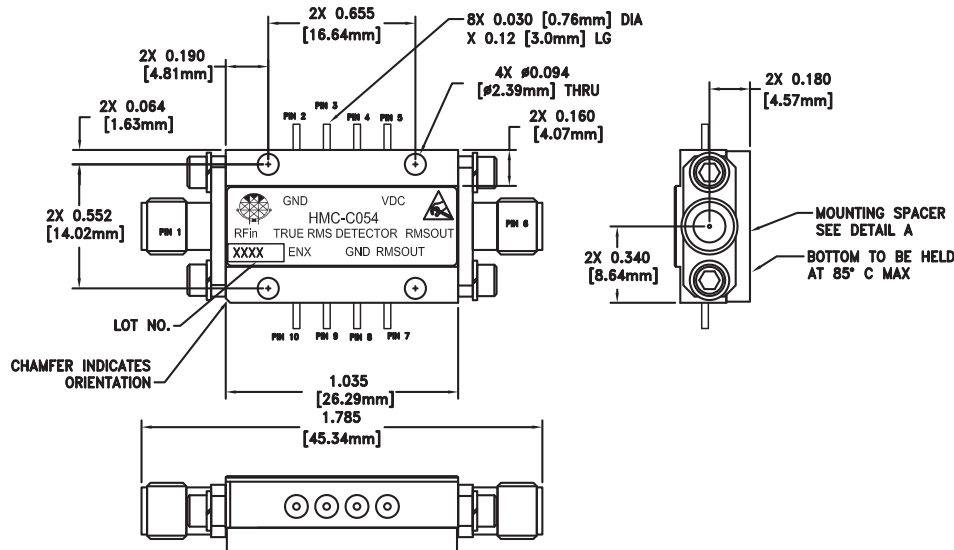 2X 0.655
[16.64mm]
8X 0.030 [0.76mm] DIA
X 0.12 [3.0mm] LG
2X 0.190
[4.81mm]
4X ø0.094
[ø2.39mm] THRU
2X 0.180
[4.57mm]
2X 0.064
[1.63mm]
PIN 2
PIN 3
PIN 4
PIN 5
2X 0.160
[4.07mm]
GND
VDC
HMC-C054
2X 0.552
[14.02mm]
PIN 1
RFin
TRUE RMS DETECTOR
RMSOUT
PIN 6
MOUNTING SPACER
SEE DETAIL A
XXXX
ENX
GND RMSOUT
2X 0.340
[8.64mm]
BOTTOM TO BE HELD
AT 85° C MAX
LOT NO.
PIN 10
PIN 9
PIN 8
PIN 7
CHAMFER INDICATES
ORIENTATION
1.035
[26.29mm]
1.785
[45.34mm]